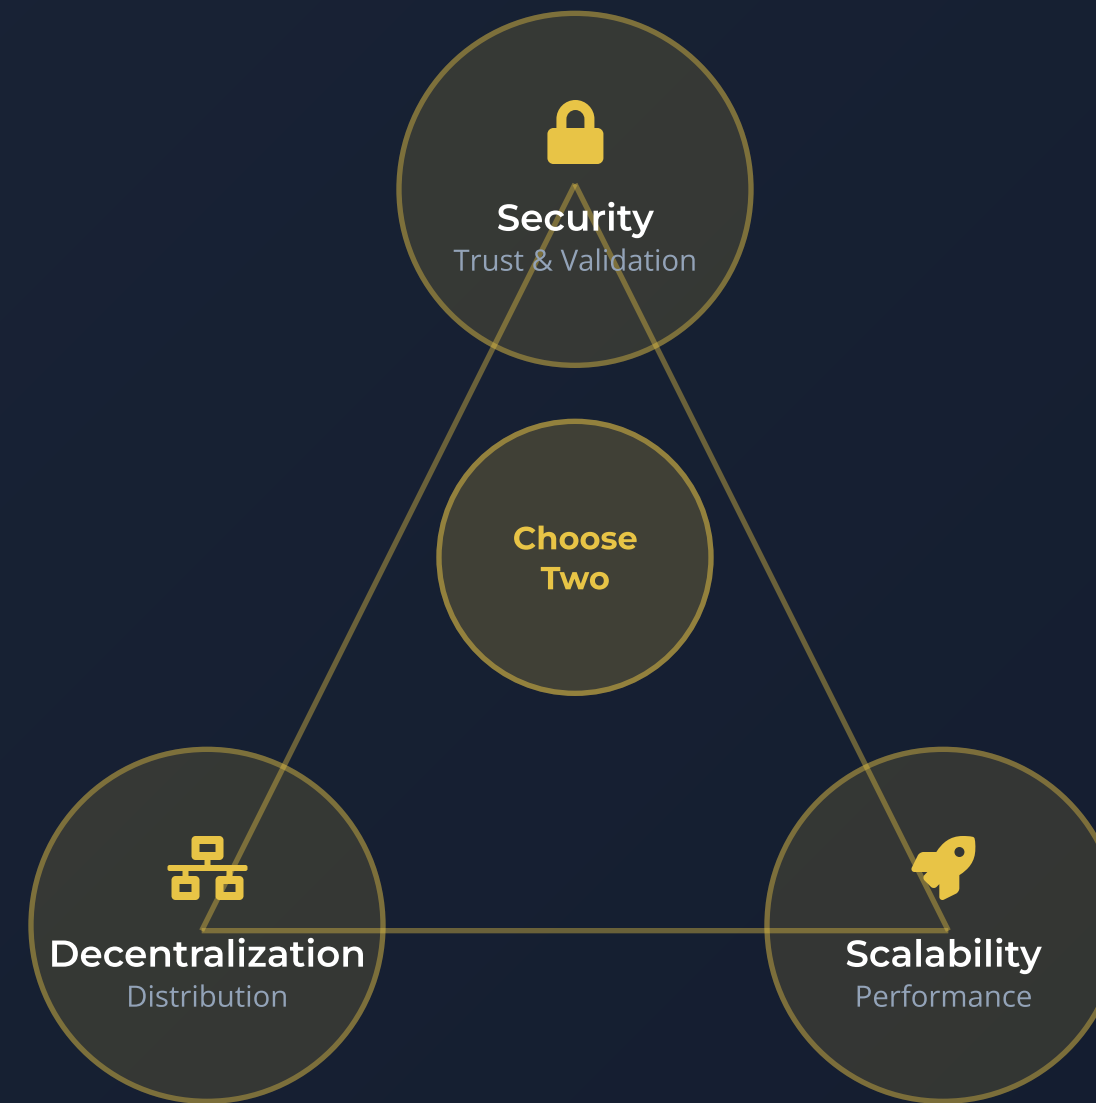 Security
Trust & Validation
Choose
Two
Decentralization
Distribution
Scalability
Performance